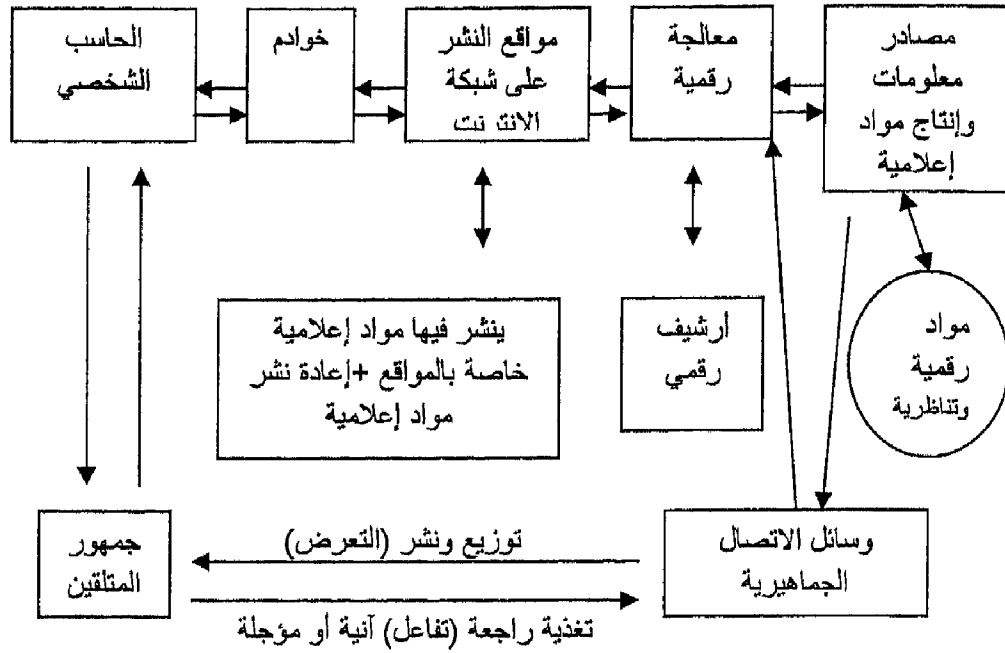 مصادر
معلومات
وإنتاج مواد
إعلامية
معالجة
رقمية
مواقع النشر
على شبكة
الانترنت
خوادم
الحاسب
الشخصي
مواد
رقمية
وتناظرية
أرشيف
رقمي
ينشر فيها مواد إعلامية
خاصة بالمواقع +إعادة نشر
مواد إعلامية
وسائل الاتصال
الجماهيرية
توزيع ونشر (التعرض)
تغذية راجعة (تفاعل) آنية أو مؤجلة
جمهور
المتلقين